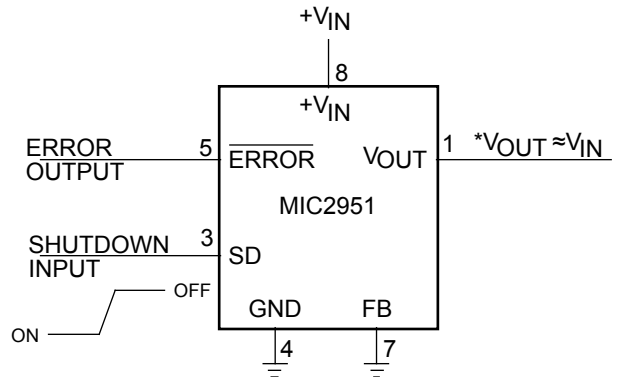 +VIN
8
+VIN
ERROR
OUTPUT
5
ERROR
VOUT
1
*VOUT ≈VIN
MIC2951
SHUTDOWN
INPUT
3
SD
OFF
ON
GND
FB
4
7